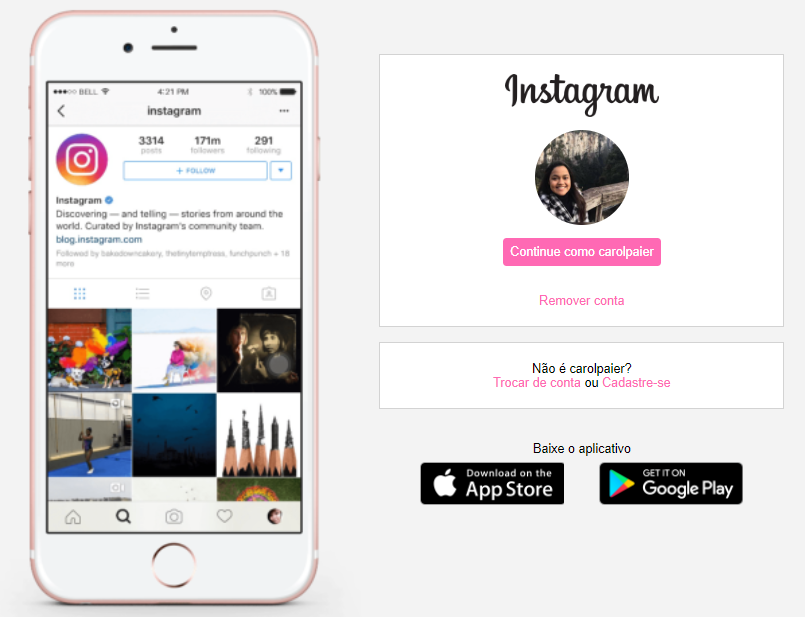 BELL
4:21 PM
100%
instagram
3314
171m
291
posts
followers
following
+ FOLLOW
Instagram
Discovering — and telling — stories from around the
world. Curated by Instagram's community team.
blog.instagram.com
Followed by bakedowncakery, thetinytemptress, funchpunch + 18
more
Instagram
Continue como carolpaier
Remover conta
Não é carolpaier?
Trocar de conta ou Cadastre-se
Baixe o aplicativo
Download on the
App Store
GET IT ON
Google Play